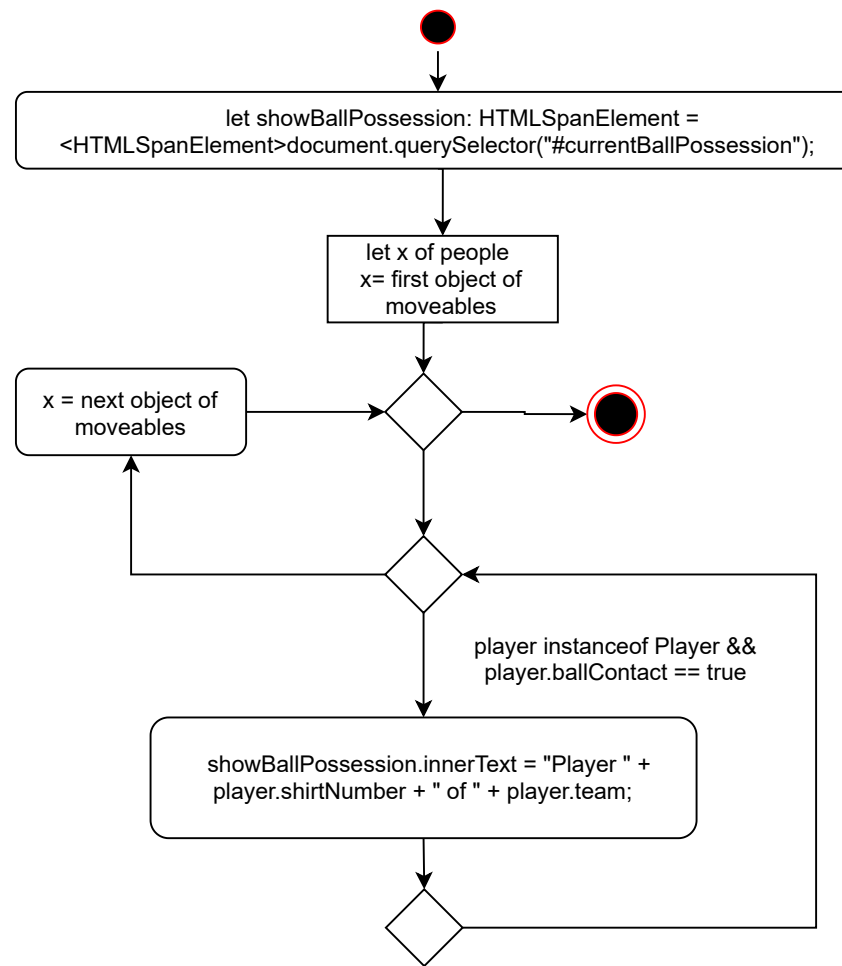 let showBallPossession: HTMLSpanElement =
<HTMLSpanElement>document.querySelector("#currentBallPossession");
let x of people
x= first object of
moveables
x = next object of
moveables
player instanceof Player &&
player.ballContact == true
showBallPossession.innerText = "Player " +
player.shirtNumber + " of " + player.team;